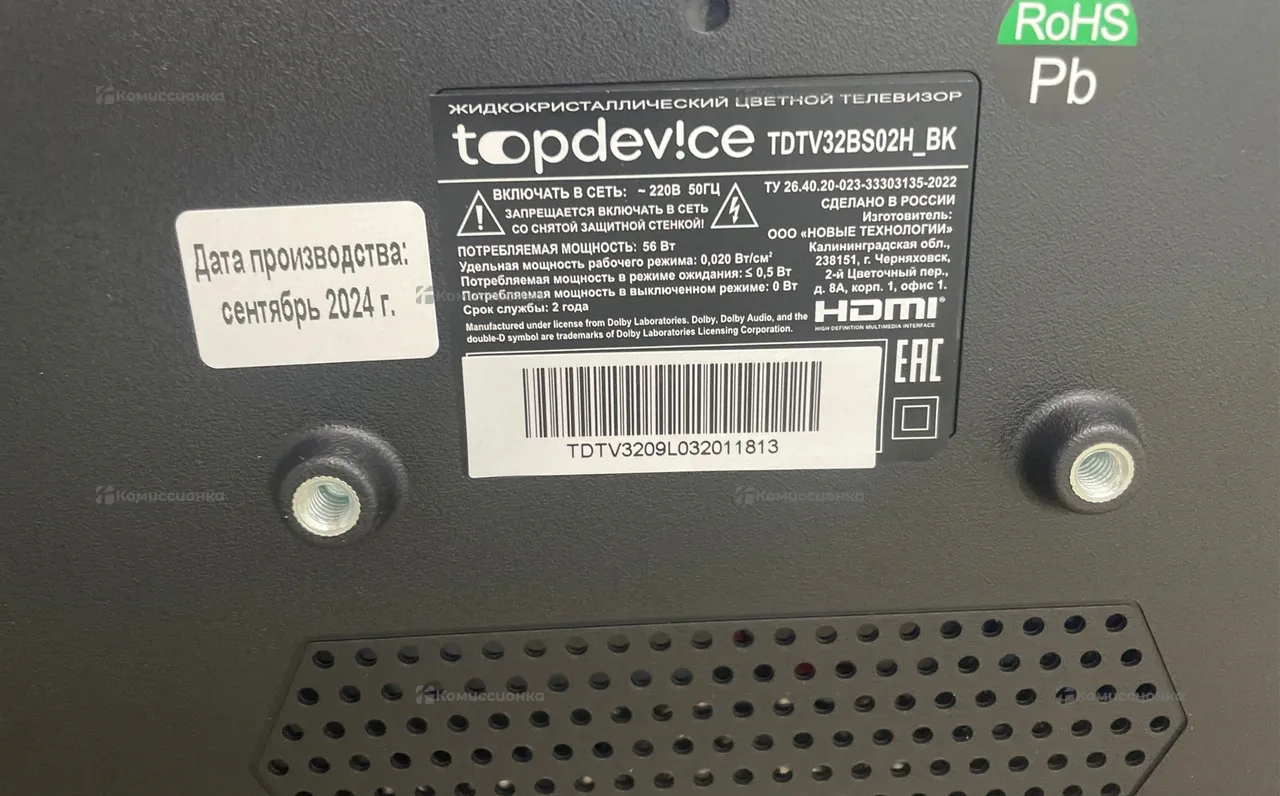 RoHS
Pb
ЖИДКОКРИСТАЛЛИЧЕСКИЙ ЦВЕТНОЙ ТЕЛЕВИЗОР
topdev!ce TDTV32BS02H_BK
ВКЛЮЧАТЬ В СЕТЬ: ~ 220В 50ГЦ
ЗАПРЕЩАЕТСЯ ВКЛЮЧАТЬ В СЕТЬ
СО СНЯТОЙ ЗАЩИТНОЙ СТЕНКОЙ!
ПОТРЕБЛЯЕМАЯ МОЩНОСТЬ: 56 Вт
Удельная мощность рабочего режима: 0,020 Вт/см²
Потребляемая мощность в режиме ожидания: ≤ 0,5 Вт
Потребляемая мощность в выключенном режиме: 0 Вт
Срок службы: 2 года
Manufactured under license from Dolby Laboratories. Dolby, Dolby Audio, and the
double-D symbol are trademarks of Dolby Laboratories Licensing Corporation.
ТУ 26.40.20-023-33303135-2022
СДЕЛАНО В РОССИИ
Изготовитель:
ООО «НОВЫЕ ТЕХНОЛОГИИ»
Калининградская обл.,
238151, г. Черняховск,
2-й Цветочный пер.,
д. 8А, корп. 1, офис 1.
HDMI®
HIGH DEFINITION MULTIMEDIA INTERFACE
EAC
TDTV3209L032011813
Дата производства:
сентябрь 2024 г.
Комиссионка
Комиссионка
Комиссионка
Комиссионка
Комиссионка
Комиссионка
Комиссионка